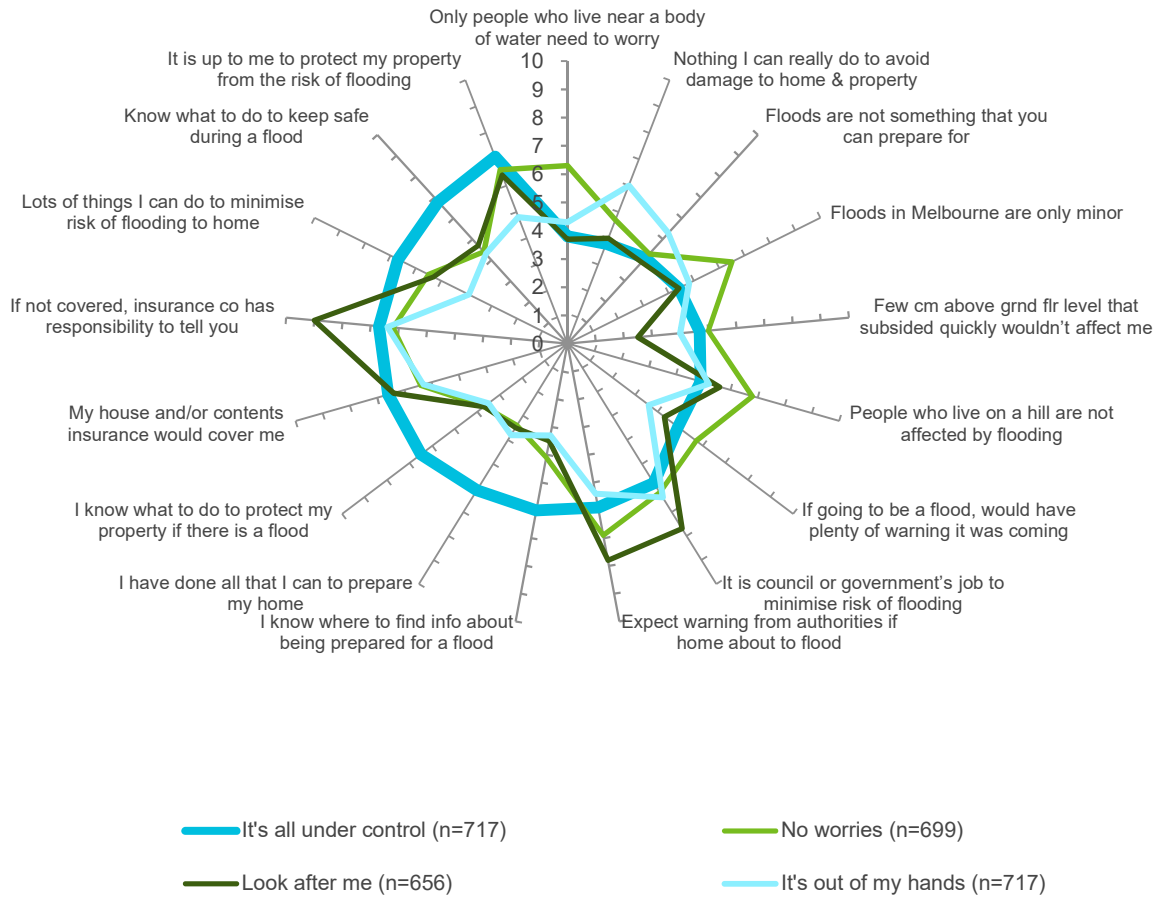 Only people who live near a body
of water need to worry
It is up to me to protect my property
from the risk of flooding
Nothing I can really do to avoid
damage to home & property
Know what to do to keep safe
during a flood
Floods are not something that you
can prepare for
Lots of things I can do to minimise
risk of flooding to home
Floods in Melbourne are only minor
If not covered, insurance co has
responsibility to tell you
Few cm above grnd flr level that
subsided quickly wouldn’t affect me
My house and/or contents
insurance would cover me
People who live on a hill are not
affected by flooding
I know what to do to protect my
property if there is a flood
If going to be a flood, would have
plenty of warning it was coming
I have done all that I can to prepare
my home
It is council or government’s job to
minimise risk of flooding
I know where to find info about
being prepared for a flood
Expect warning from authorities if
home about to flood
10
9
8
7
6
5
4
3
2
1
0
It's all under control (n=717)
No worries (n=699)
Look after me (n=656)
It's out of my hands (n=717)